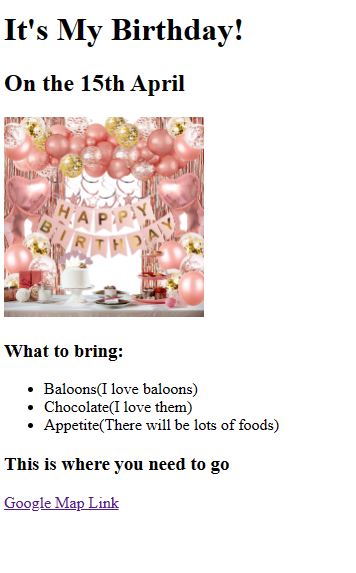 It's My Birthday!
On the 15th April
HAPPY
BIRTHDAY
What to bring:
Baloons(I love baloons)
Chocolate(I love them)
Appetite(There will be lots of foods)
This is where you need to go
Google Map Link